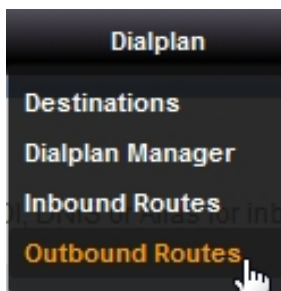 Dialplan
Destinations
Dialplan Manager
Inbound Routes
Outbound Routes